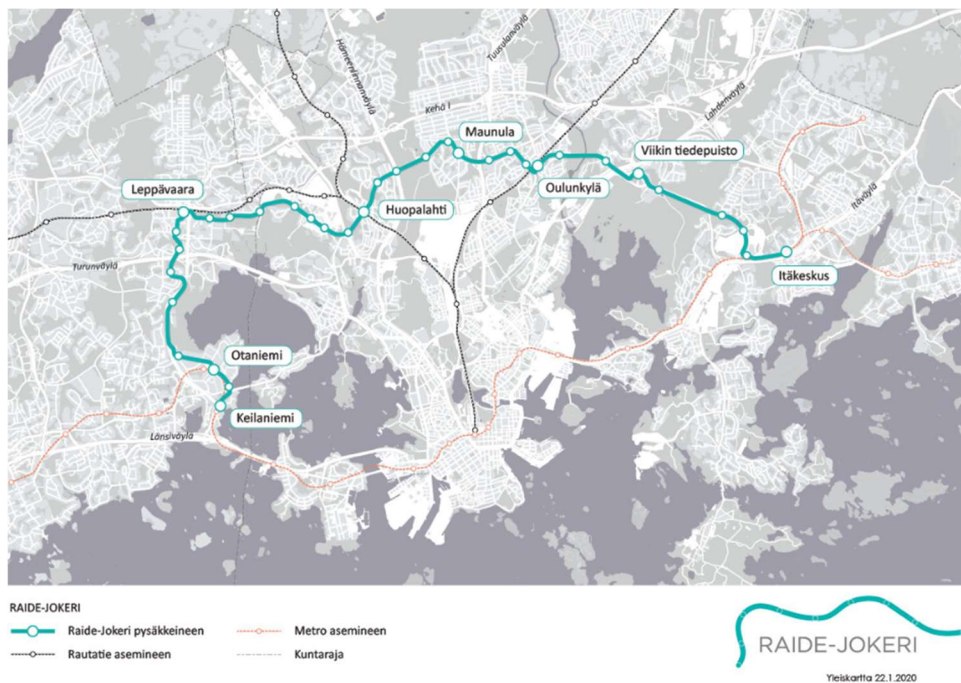 Tuusulanväylä
Hämeenlinnanväylä
Lahdenväylä
Kehä I
Maunula
Viikin tiedepuisto
Leppävaara
Oulunkylä
Itäväylä
Huopalahti
Turunväylä
Itäkeskus
Otaniemi
Keilaniemi
Länsiväylä
RAIDE-JOKERI
Raide-Jokeri pysäkkeineen
Metro asemineen
Rautatie asemineen
Kuntaraja
RAIDE-JOKERI
Yleiskartta 22.1.2020